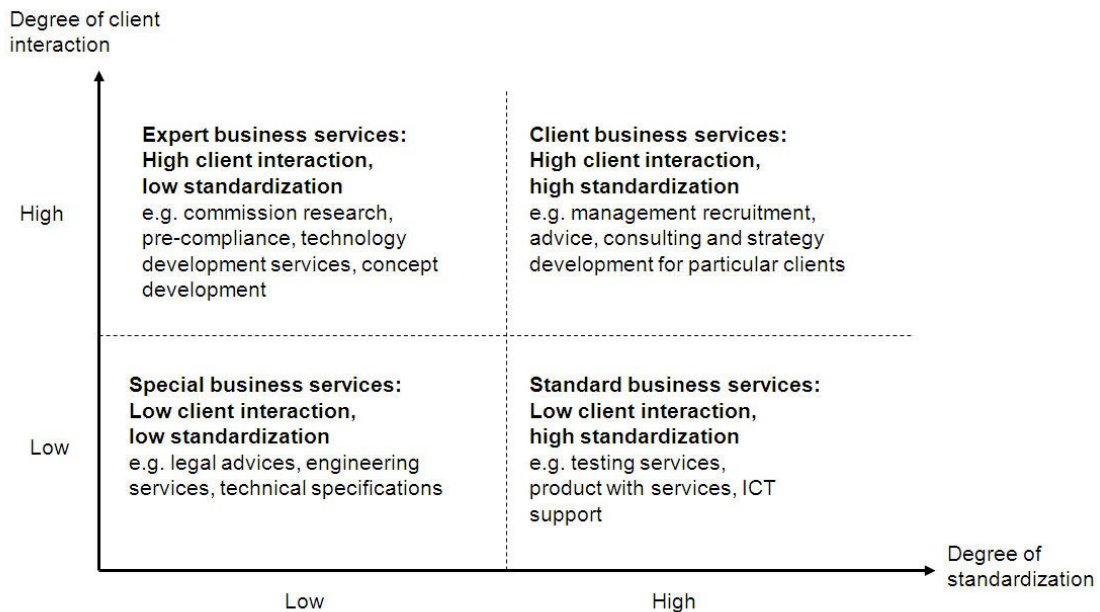 Degree of client
interaction
High
Expert business services:
High client interaction,
low standardization
e.g. commission research,
pre-compliance, technology
development services, concept
development
Client business services:
High client interaction,
high standardization
e.g. management recruitment,
advice, consulting and strategy
development for particular clients
Low
Special business services:
Low client interaction,
low standardization
e.g. legal advices, engineering
services, technical specifications
Standard business services:
Low client interaction,
high standardization
e.g. testing services,
product with services, ICT
support
Degree of
standardization
Low
High